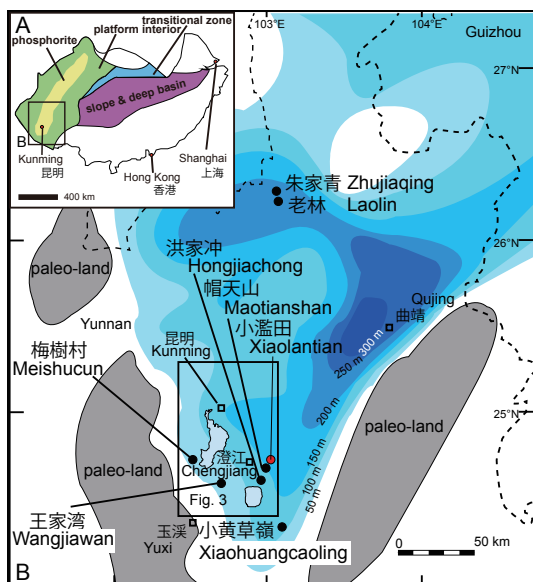 A
103°E
104°E
Guizhou
phosphorite
platform interior
transitional zone
slope & deep basin
B
Kunming
昆明
Hong Kong
香港
Shanghai
上海
400 km
27°N
朱家青 Zhujiaqing
老林 Laolin
26°N
paleo-land
Yunnan
洪家冲
Hongjiachong
帽天山
Maotianshan
小濫田
Xiaolantian
Qujing
曲靖
300 m
250 m
200 m
150 m
100 m
50 m
昆明
Kunming
梅樹村
Meishucun
25°N
paleo-land
paleo-land
澄江
Chengjiang
Fig. 3
王家湾
Wangjiawan
玉渓
Yuxi
小黄草嶺
Xiaohuangcaoling
0 50 km
B